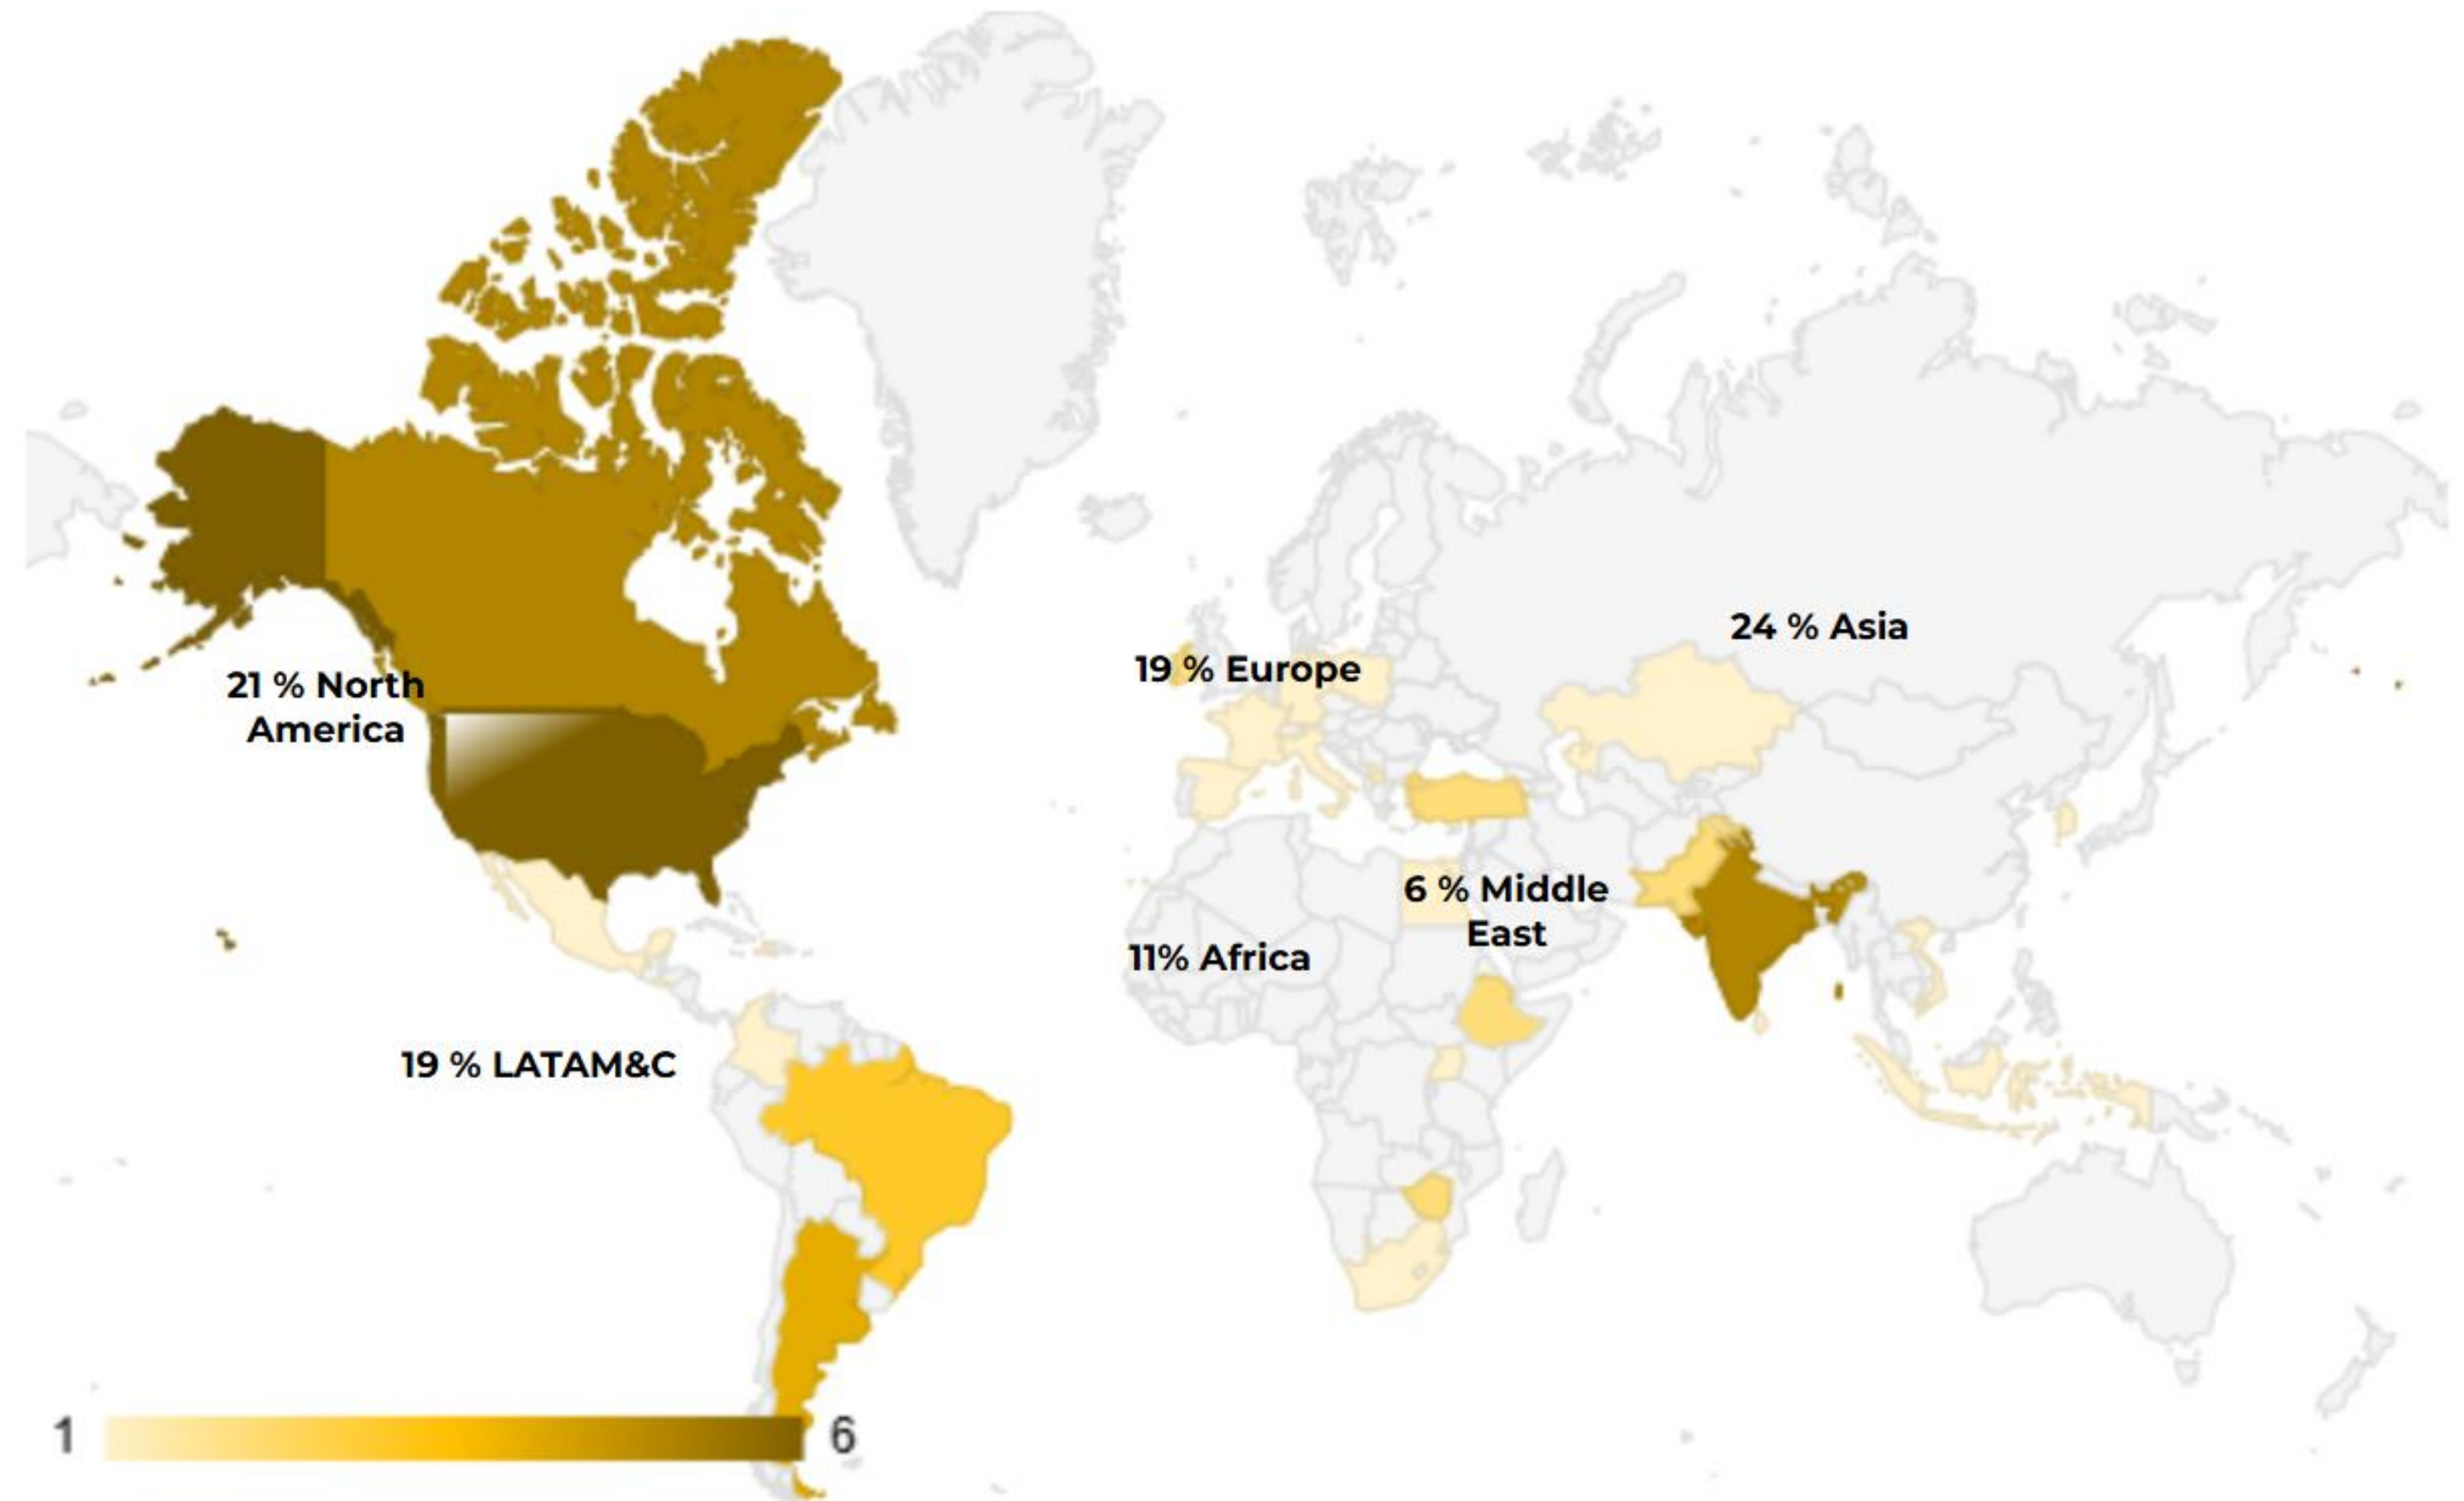 24 % Asia
19 % Europe
21 % North
America
6 % Middle
East
11% Africa
19 % LATAM&C
1
6